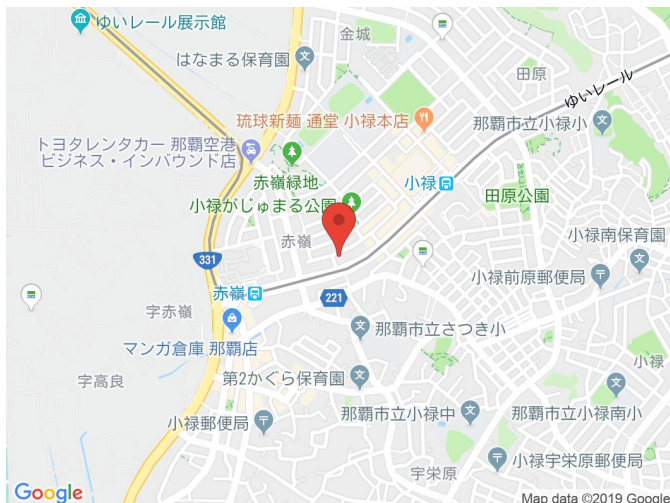 ゆいレール展示館
金城
はなまる保育園
田原
ゆいレール
琉球新麺 通堂 小禄本店
那覇市立小禄小
トヨタレンタカー 那覇空港
ビジネス・インバウンド店
赤嶺緑地
小禄
田原公園
小禄がじゅまる公園
赤嶺
小禄南保育園
331
小禄前原郵便局
赤嶺
221
字赤嶺
那覇市立さつき小
マンガ倉庫 那覇店
小禄
字高良
第2かぐら保育園
那覇市立小禄中
那覇市立小禄南小
小禄郵便局
宇栄原
小禄宇栄原郵便局
Google
Map data ©2019 Google